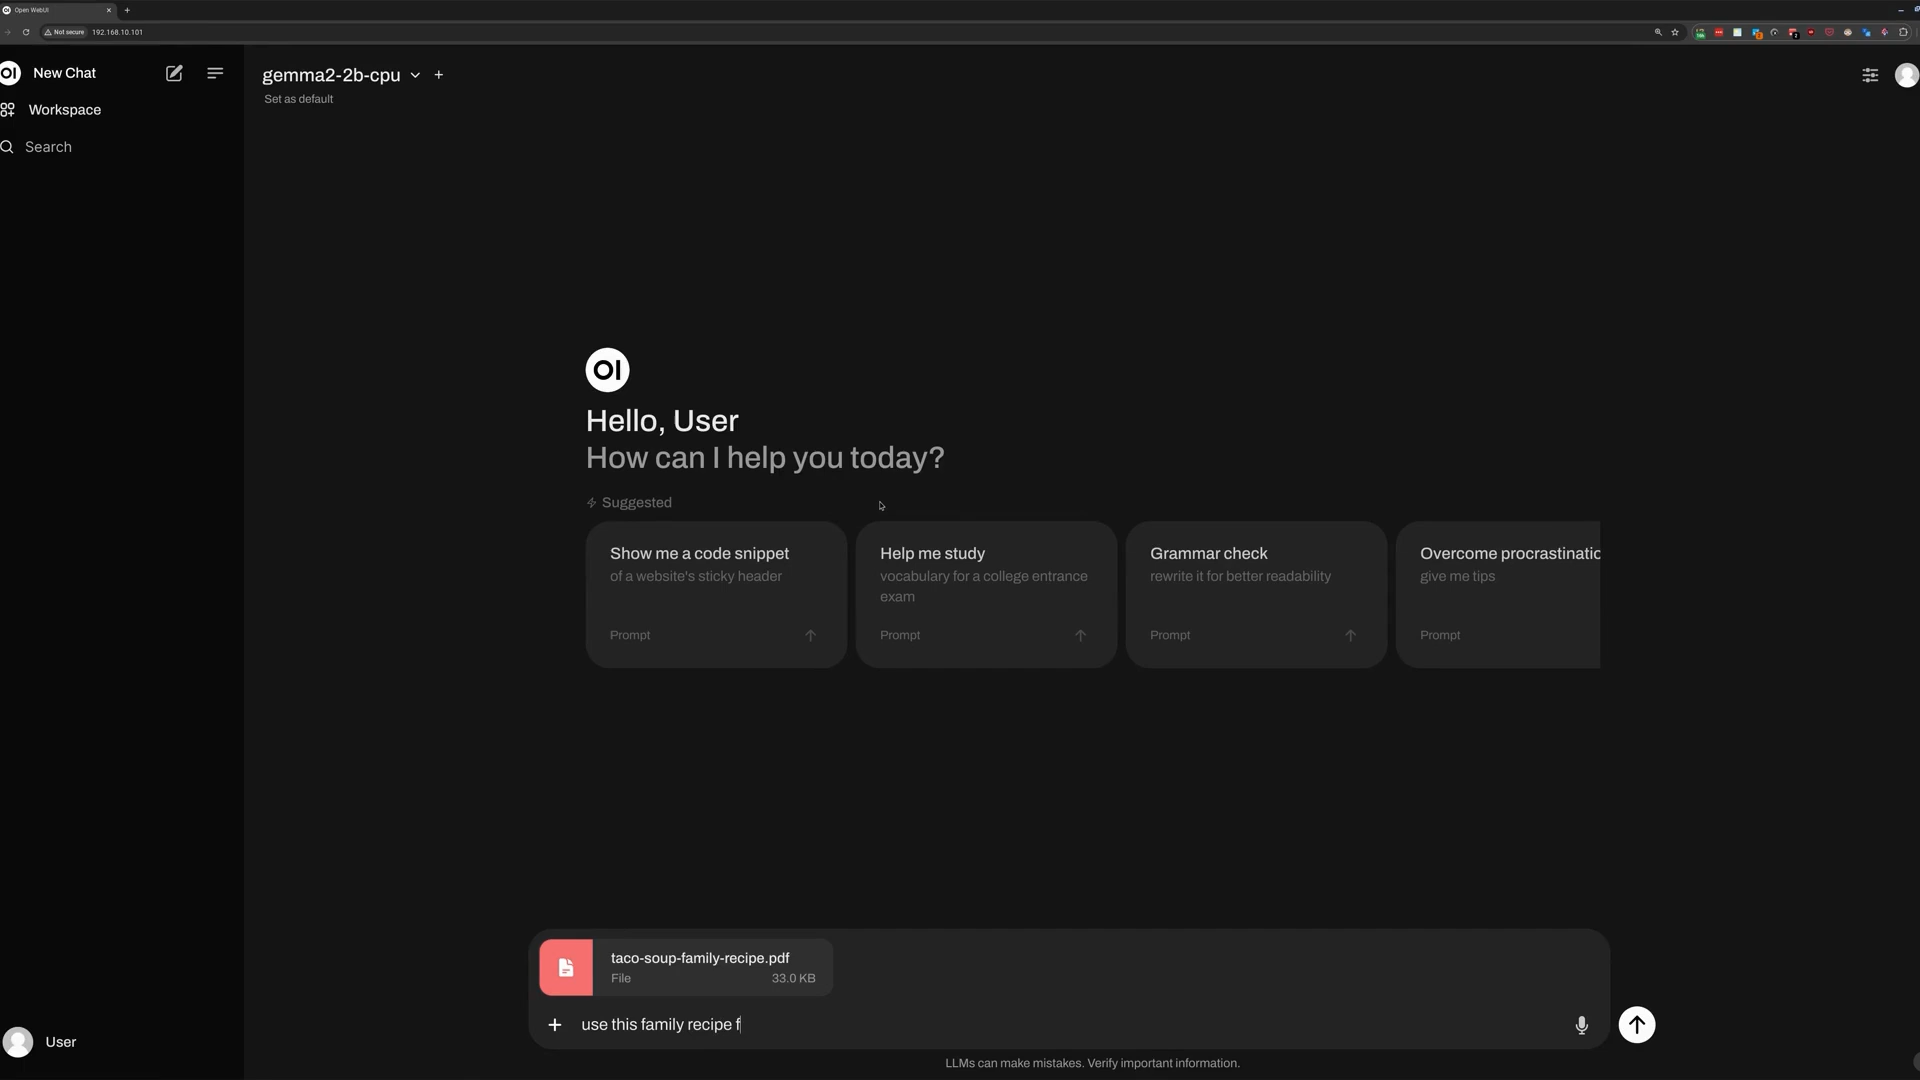 Open WebUI
Not secure 192.168.10.101
New Chat
Workspace
Search
gemma2-2b-cpu
Set as default
OI
Hello, User
How can I help you today?
Suggested
Show me a code snippet
of a website's sticky header
Prompt
Help me study
vocabulary for a college entrance
exam
Prompt
Grammar check
rewrite it for better readability
Prompt
Overcome procrastinatio
give me tips
Prompt
taco-soup-family-recipe.pdf
File 33.0 KB
use this family recipe f
User
LLMs can make mistakes. Verify important information.